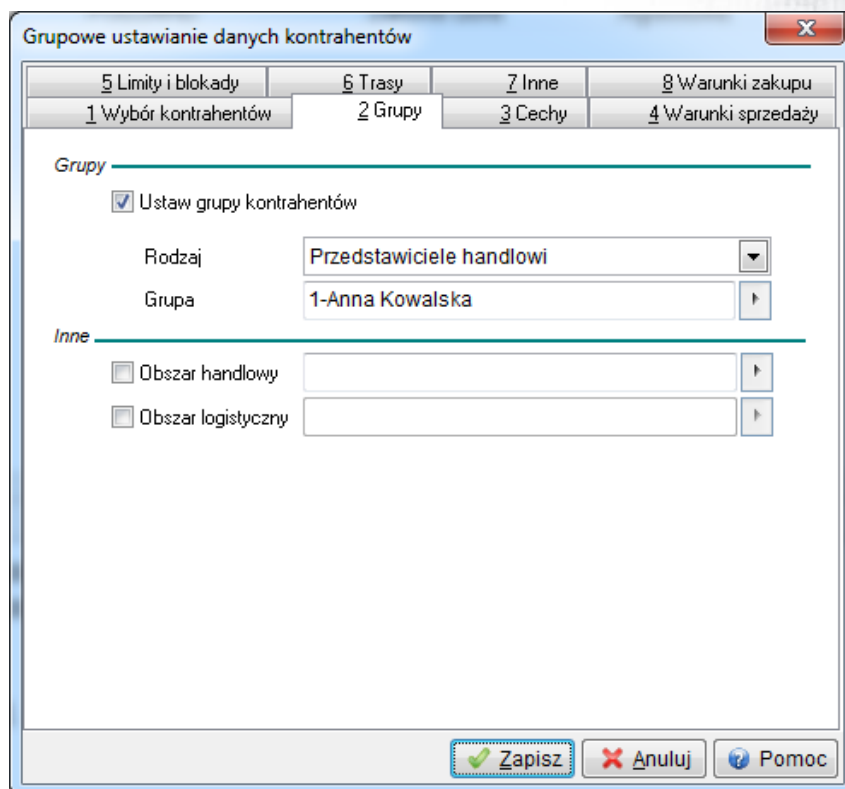 Grupowe ustawianie danych kontrahentów
5 Limity i blokady 6 Trasy 7 Inne 8 Warunki zakupu
1 Wybór kontrahentów 2 Grupy 3 Cechy 4 Warunki sprzedaży
Grupy
Ustaw grupy kontrahentów
Rodzaj Przedstawiciele handlowi
Grupa 1-Anna Kowalska
Inne
Obszar handlowy
Obszar logistyczny
Zapisz Anuluj Pomoc